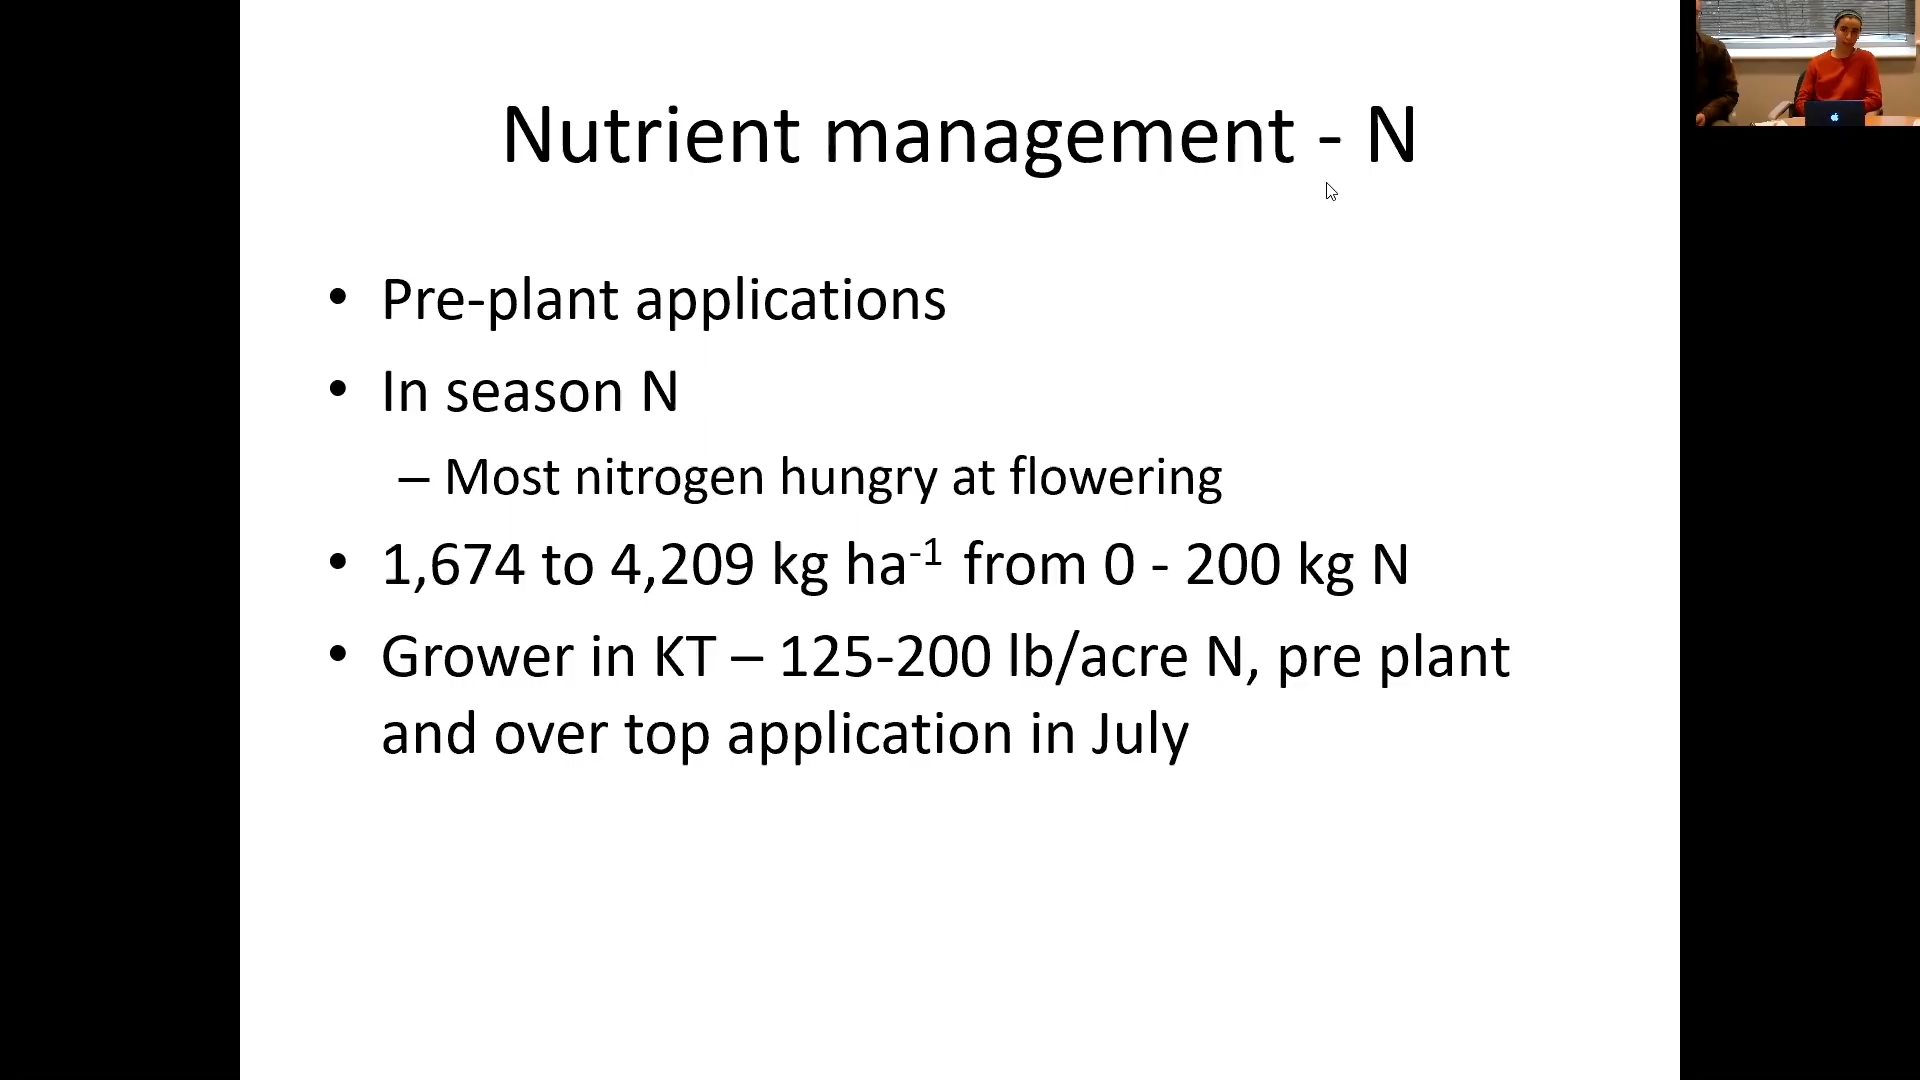 Nutrient management - N
• Pre-plant applications
• In season N
– Most nitrogen hungry at flowering
• 1,674 to 4,209 kg ha⁻¹ from 0 - 200 kg N
• Grower in KT – 125-200 lb/acre N, pre plant
and over top application in July